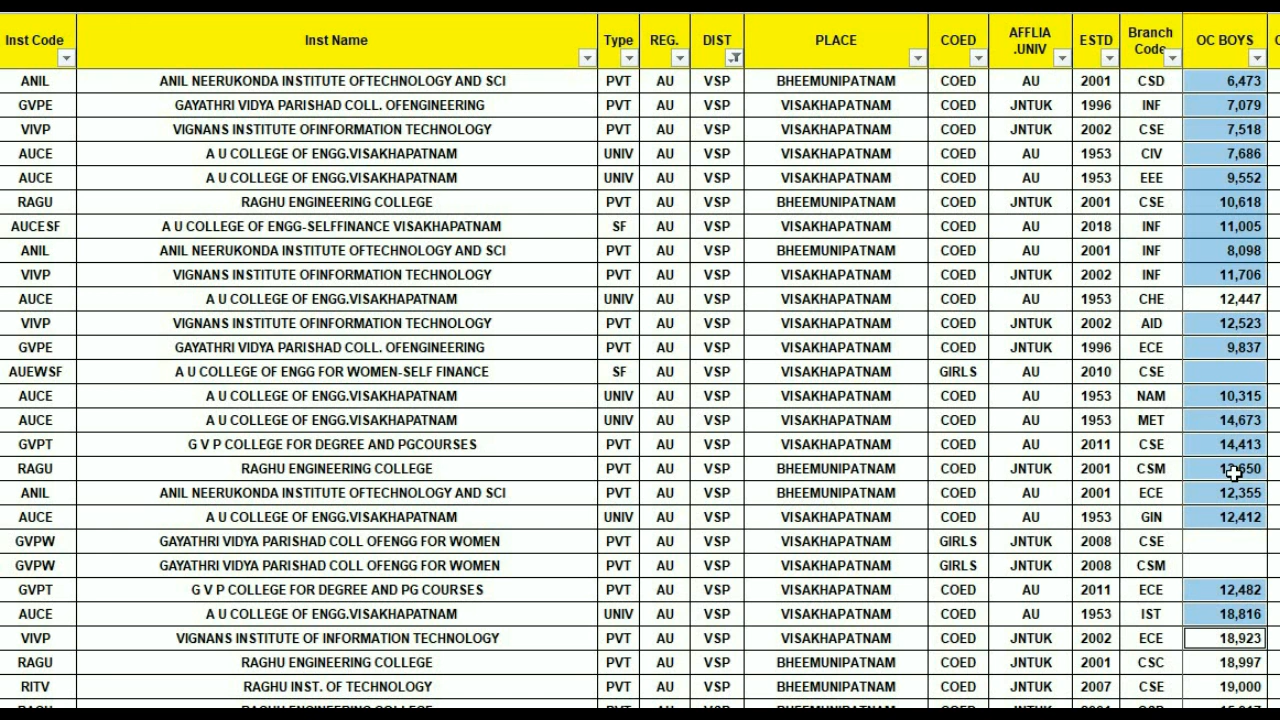 Inst Code Inst Name Type REG. DIST PLACE COED AFFLIA .UNIV ESTD Branch Code OC BOYS
ANIL ANIL NEERUKONDA INSTITUTE OFTECHNOLOGY AND SCI PVT AU VSP BHEEMUNIPATNAM COED AU 2001 CSD 6,473
GVPE GAYATHRI VIDYA PARISHAD COLL. OFENGINEERING PVT AU VSP VISAKHAPATNAM COED JNTUK 1996 INF 7,079
VIVP VIGNANS INSTITUTE OFINFORMATION TECHNOLOGY PVT AU VSP VISAKHAPATNAM COED JNTUK 2002 CSE 7,518
AUCE A U COLLEGE OF ENGG.VISAKHAPATNAM UNIV AU VSP VISAKHAPATNAM COED AU 1953 CIV 7,686
AUCE A U COLLEGE OF ENGG.VISAKHAPATNAM UNIV AU VSP VISAKHAPATNAM COED AU 1953 EEE 9,552
RAGU RAGHU ENGINEERING COLLEGE PVT AU VSP BHEEMUNIPATNAM COED JNTUK 2001 CSE 10,618
AUCESF A U COLLEGE OF ENGG-SELFFINANCE VISAKHAPATNAM SF AU VSP VISAKHAPATNAM COED AU 2018 INF 11,005
ANIL ANIL NEERUKONDA INSTITUTE OFTECHNOLOGY AND SCI PVT AU VSP BHEEMUNIPATNAM COED AU 2001 INF 8,098
VIVP VIGNANS INSTITUTE OFINFORMATION TECHNOLOGY PVT AU VSP VISAKHAPATNAM COED JNTUK 2002 INF 11,706
AUCE A U COLLEGE OF ENGG.VISAKHAPATNAM UNIV AU VSP VISAKHAPATNAM COED AU 1953 CHE 12,447
VIVP VIGNANS INSTITUTE OFINFORMATION TECHNOLOGY PVT AU VSP VISAKHAPATNAM COED JNTUK 2002 AID 12,523
GVPE GAYATHRI VIDYA PARISHAD COLL. OFENGINEERING PVT AU VSP VISAKHAPATNAM COED JNTUK 1996 ECE 9,837
AUEWSF A U COLLEGE OF ENGG FOR WOMEN-SELF FINANCE SF AU VSP VISAKHAPATNAM GIRLS AU 2010 CSE
AUCE A U COLLEGE OF ENGG.VISAKHAPATNAM UNIV AU VSP VISAKHAPATNAM COED AU 1953 NAM 10,315
AUCE A U COLLEGE OF ENGG.VISAKHAPATNAM UNIV AU VSP VISAKHAPATNAM COED AU 1953 MET 14,673
GVPT G V P COLLEGE FOR DEGREE AND PGCOURSES PVT AU VSP VISAKHAPATNAM COED AU 2011 CSE 14,413
RAGU RAGHU ENGINEERING COLLEGE PVT AU VSP BHEEMUNIPATNAM COED JNTUK 2001 CSM
ANIL ANIL NEERUKONDA INSTITUTE OFTECHNOLOGY AND SCI PVT AU VSP BHEEMUNIPATNAM COED AU 2001 ECE 12,355
AUCE A U COLLEGE OF ENGG.VISAKHAPATNAM UNIV AU VSP VISAKHAPATNAM COED AU 1953 GIN 12,412
GVPW GAYATHRI VIDYA PARISHAD COLL OFENGG FOR WOMEN PVT AU VSP VISAKHAPATNAM GIRLS JNTUK 2008 CSE
GVPW GAYATHRI VIDYA PARISHAD COLL OFENGG FOR WOMEN PVT AU VSP VISAKHAPATNAM GIRLS JNTUK 2008 CSM
GVPT G V P COLLEGE FOR DEGREE AND PG COURSES PVT AU VSP VISAKHAPATNAM COED AU 2011 ECE 12,482
AUCE A U COLLEGE OF ENGG.VISAKHAPATNAM UNIV AU VSP VISAKHAPATNAM COED AU 1953 IST 18,816
VIVP VIGNANS INSTITUTE OF INFORMATION TECHNOLOGY PVT AU VSP VISAKHAPATNAM COED JNTUK 2002 ECE 18,923
RAGU RAGHU ENGINEERING COLLEGE PVT AU VSP BHEEMUNIPATNAM COED JNTUK 2001 CSC 18,997
RITV RAGHU INST. OF TECHNOLOGY PVT AU VSP BHEEMUNIPATNAM COED JNTUK 2007 CSE 19,000